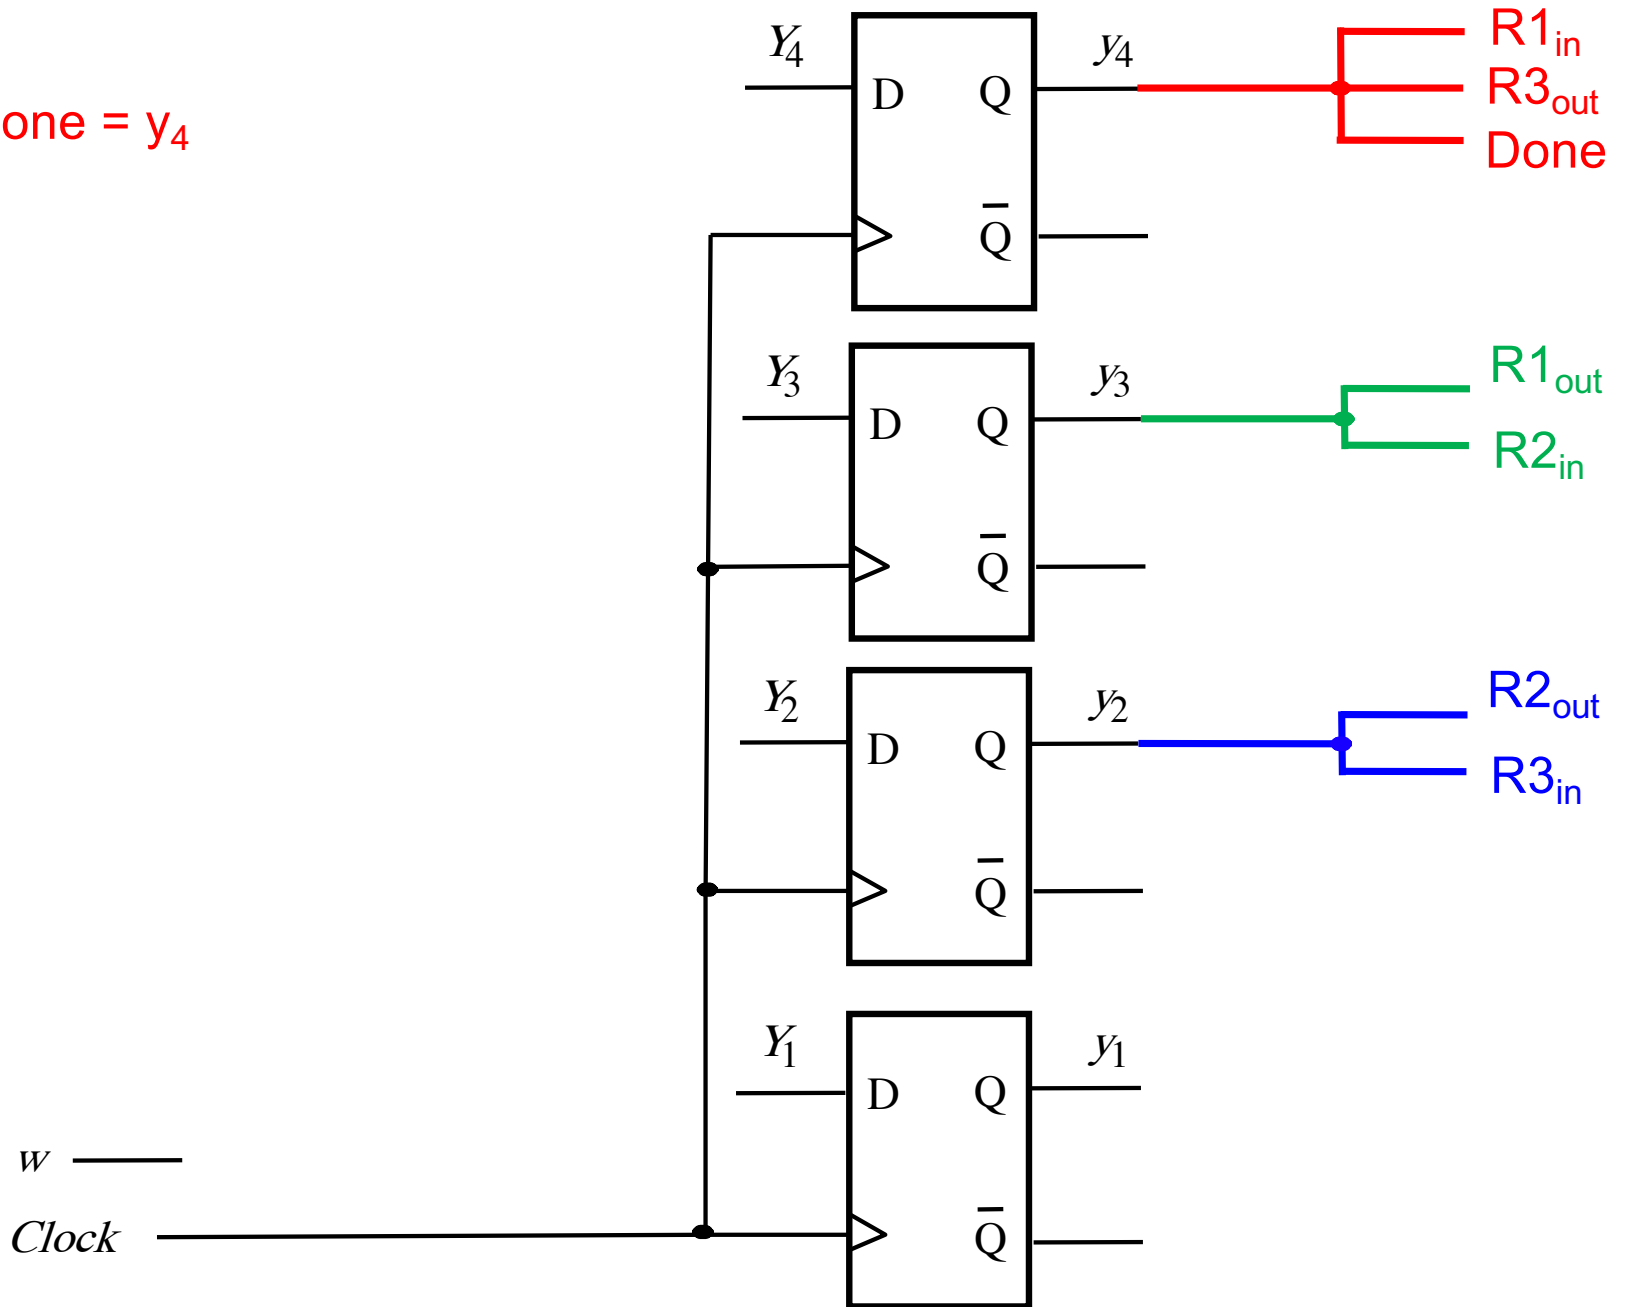 one = y₄
Y₄
D
Q
y₄
R1ᵢₙ
R3ₒᵤₜ
Done
Q̅
Y₃
D
Q
y₃
R1ₒᵤₜ
R2ᵢₙ
Q̅
Y₂
D
Q
y₂
R2ₒᵤₜ
R3ᵢₙ
Q̅
Y₁
D
Q
y₁
Q̅
w
Clock